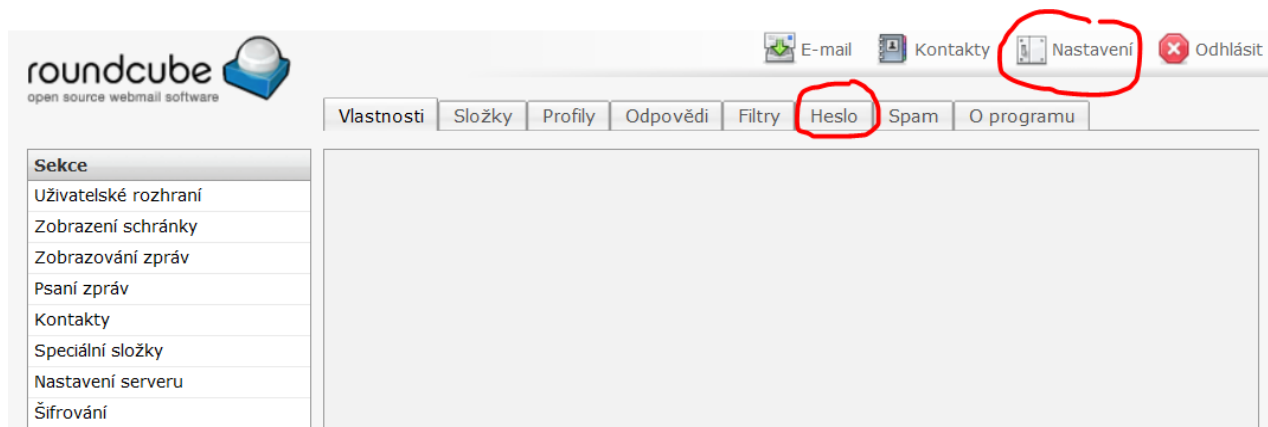 roundcube
open source webmail software
E-mail Kontakty Nastavení Odhlásit
Vlastnosti Složky Profily Odpovědi Filtry Heslo Spam O programu
Sekce
Uživatelské rozhraní
Zobrazení schránky
Zobrazování zpráv
Psaní zpráv
Kontakty
Speciální složky
Nastavení serveru
Šifrování